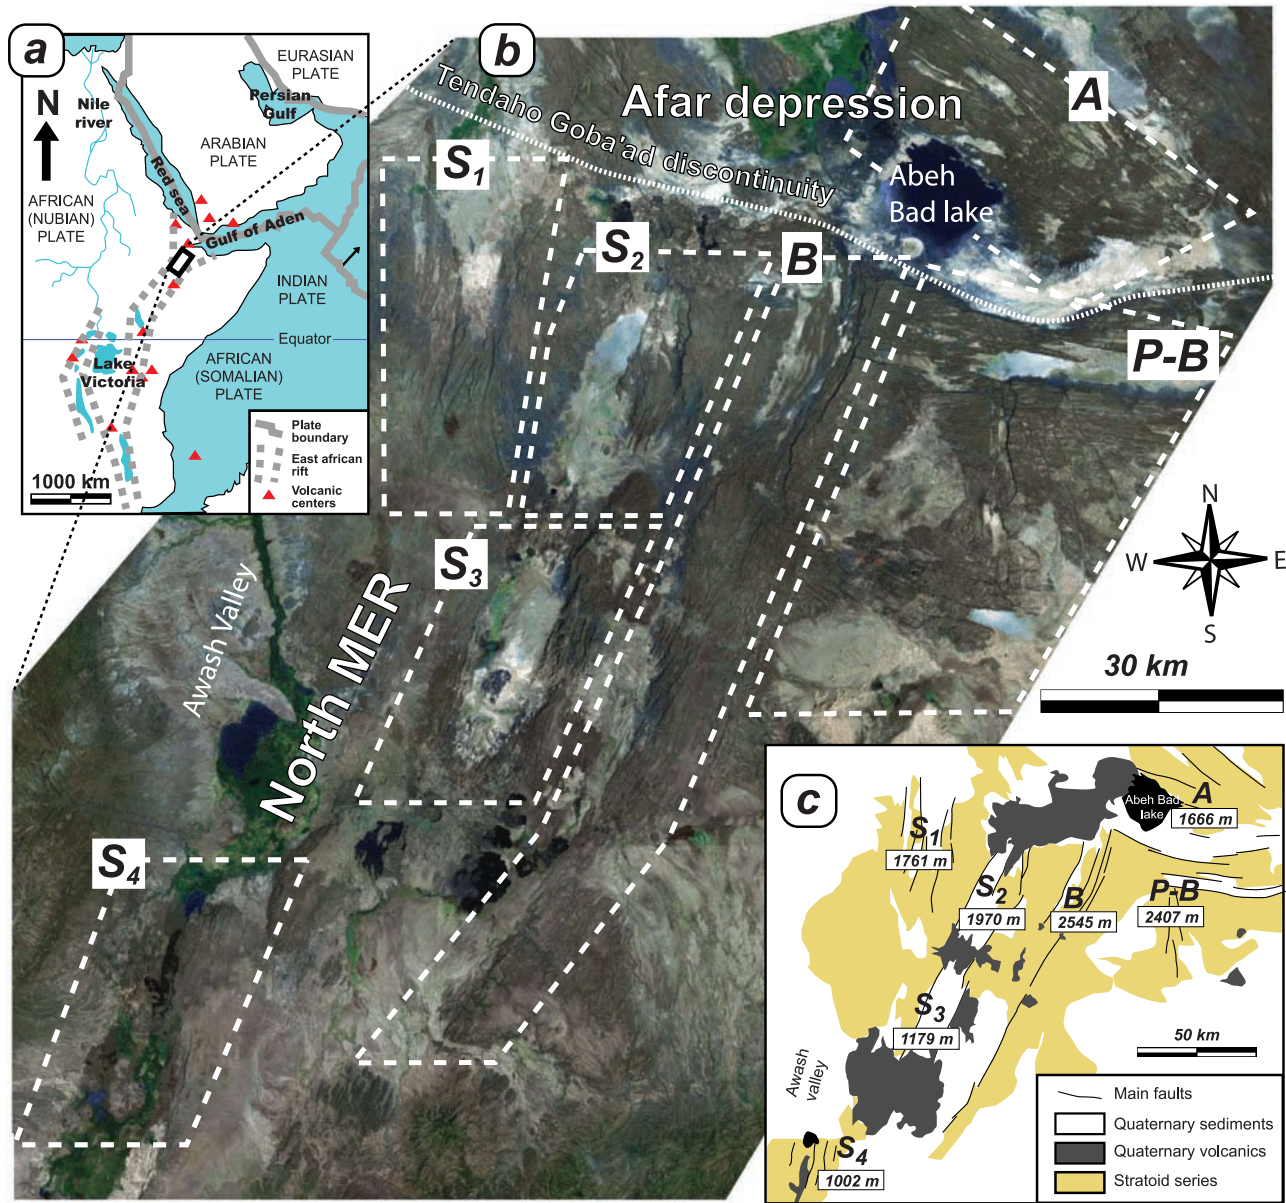 a
N
Nile
river
EURASIAN
PLATE
Persian
Gulf
ARABIAN
PLATE
Red sea
AFRICAN
(NUBIAN)
PLATE
Gulf of Aden
INDIAN
PLATE
Equator
Lake
Victoria
AFRICAN
(SOMALIAN)
PLATE
Plate
boundary
East african
rift
Volcanic
centers
1000 km
b
Afar depression
Tendaho Goba'ad discontinuity
A
Abeh
Bad lake
S1
S2
B
P-B
S3
Awash Valley
North MER
S4
N
W
E
S
30 km
c
Abeh Bad
lake
A
1666 m
S1
1761 m
S2
1970 m
B
2545 m
P-B
2407 m
S3
1179 m
50 km
Awash
valley
S4
1002 m
Main faults
Quaternary sediments
Quaternary volcanics
Stratoid series